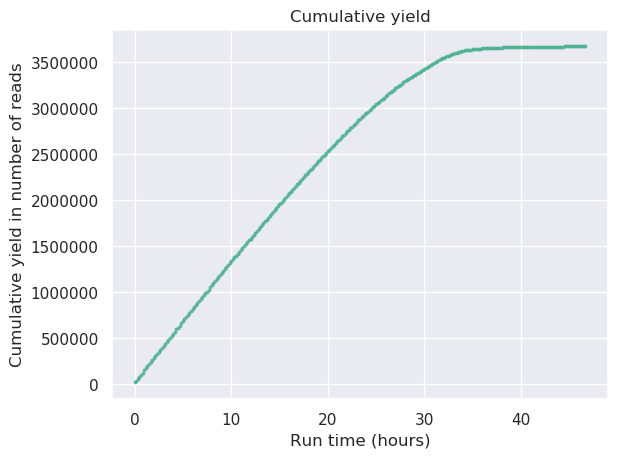 Cumulative yield
Cumulative yield in number of reads
3500000
3000000
2500000
2000000
1500000
1000000
500000
0
0 10 20 30 40
Run time (hours)